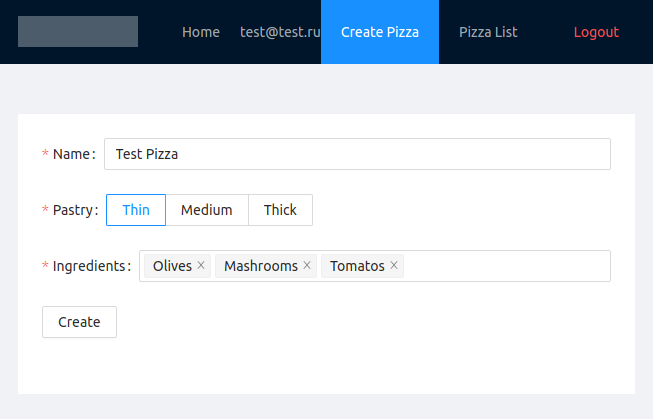 Home test@test.ru Create Pizza Pizza List Logout
* Name: Test Pizza
* Pastry: Thin Medium Thick
* Ingredients: Olives Mashrooms Tomatos
Create